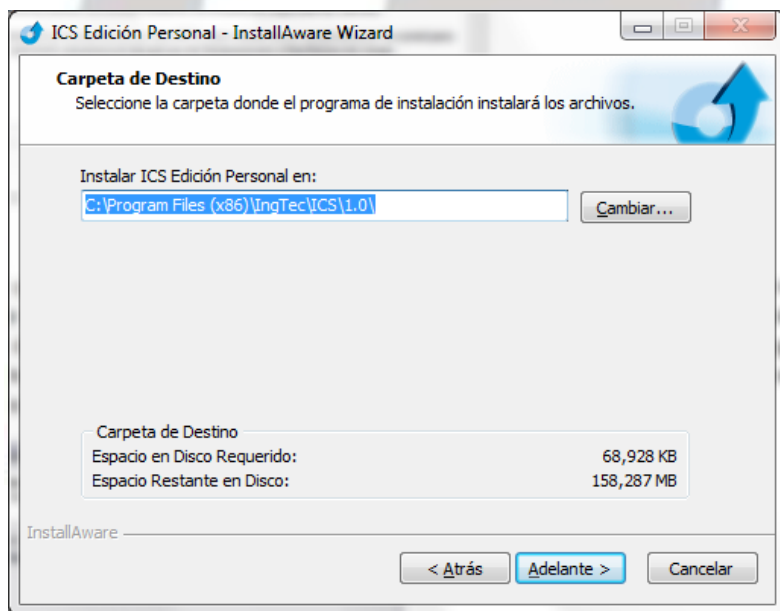 ICS Edición Personal - InstallAware Wizard
Carpeta de Destino
Seleccione la carpeta donde el programa de instalación instalará los archivos.
Instalar ICS Edición Personal en:
C:\Program Files (x86)\IngTec\ICS\1.0\
Cambiar...
Carpeta de Destino
Espacio en Disco Requerido: 68,928 KB
Espacio Restante en Disco: 158,287 MB
InstallAware
< Atrás Adelante > Cancelar